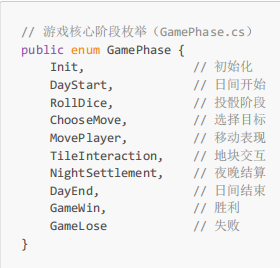 // 游戏核心阶段枚举（GamePhase.cs）
public enum GamePhase {
    Init,              // 初始化
    DayStart,          // 日间开始
    RollDice,          // 投骰阶段
    ChooseMove,        // 选择目标
    MovePlayer,        // 移动表现
    TileInteraction,   // 地块交互
    NightSettlement,   // 夜晚结算
    DayEnd,            // 日间结束
    GameWin,           // 胜利
    GameLose           // 失败
}